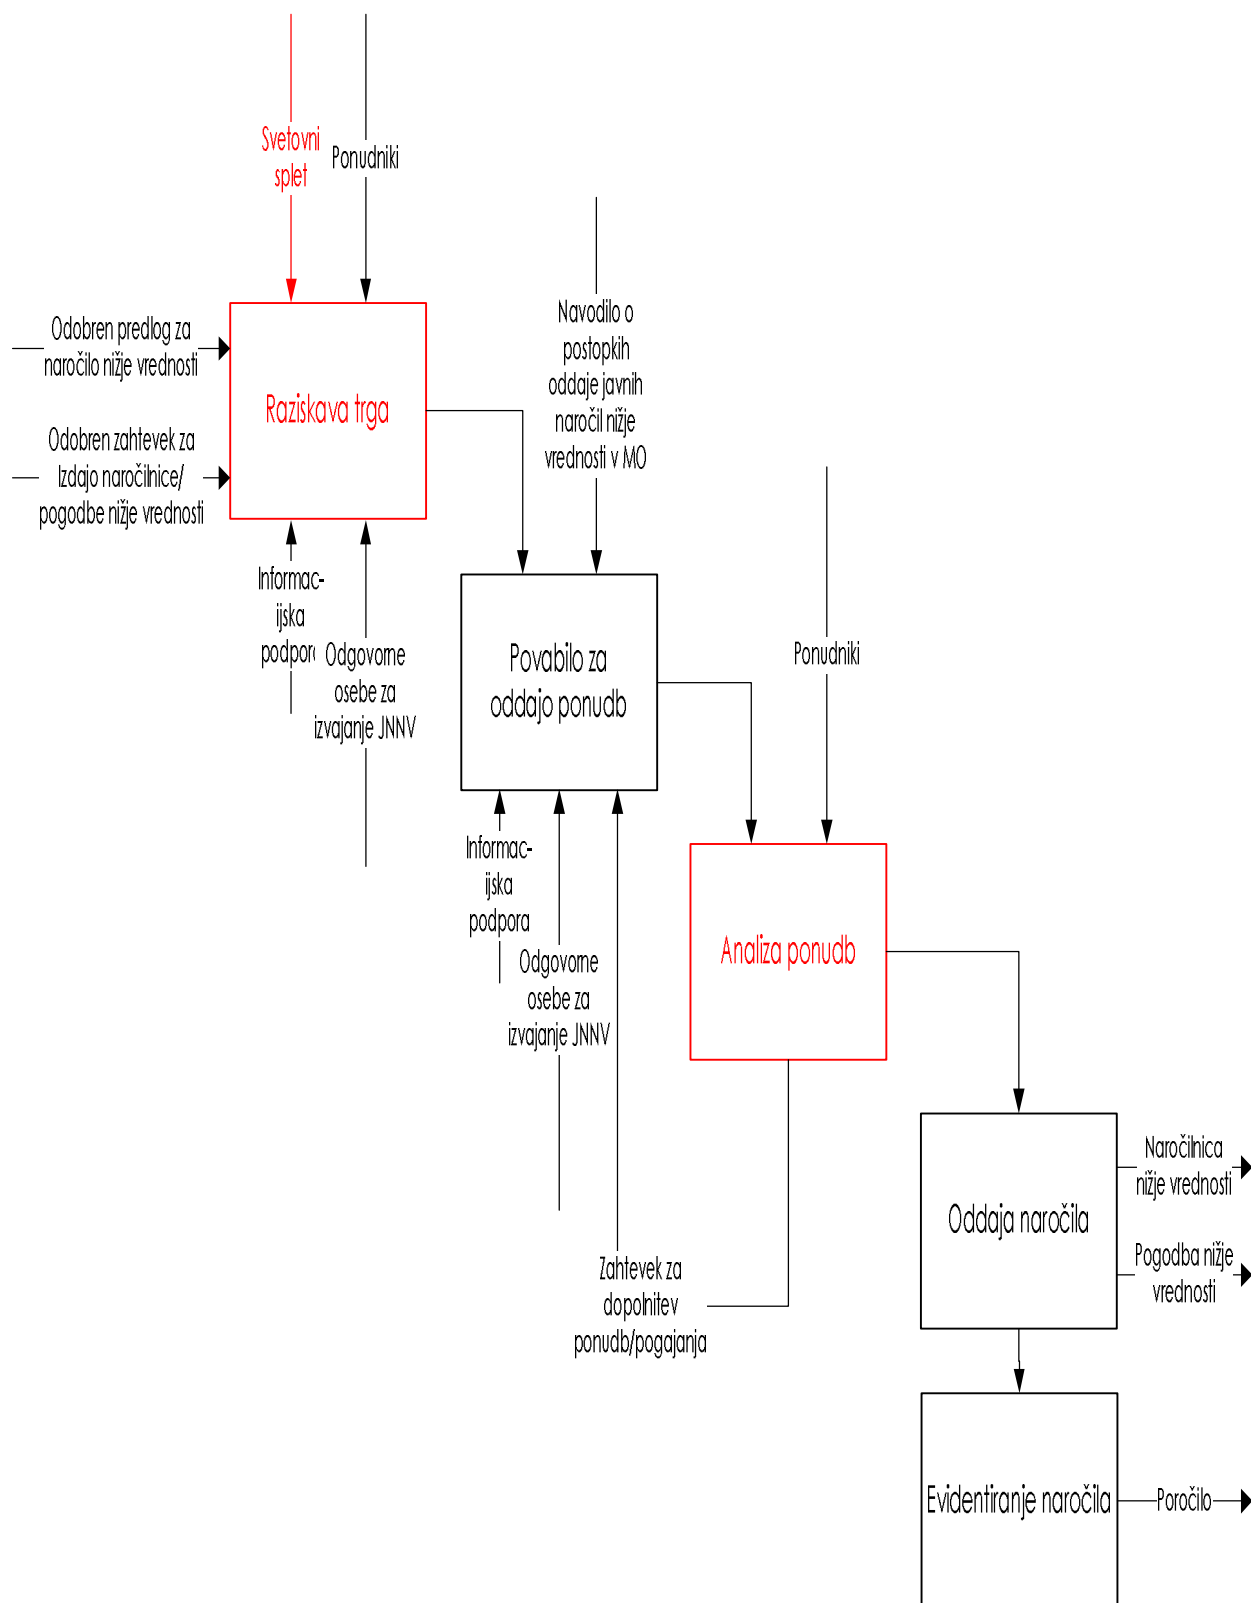 Svetovni
splet
Ponudniki
Odobren predlog za
naročilo nižje vrednosti
Raziskava trga
Odobren zahtevek za
Izdajo naročilnice/
pogodbe nižje vrednosti
Navodilo o
postopkih
oddaje javnih
naročil nižje
vrednosti v MO
Informac-
ijska
podpora
Odgovorne
osebe za
izvajanje JNNV
Povabilo za
oddajo ponudb
Ponudniki
Informac-
ijska
podpora
Odgovorne
osebe za
izvajanje JNNV
Analiza ponudb
Zahtevek za
dopolnitev
ponudb/pogajanja
Oddaja naročila
Naročilnica
nižje vrednosti
Pogodba nižje
vrednosti
Evidentiranje naročila
Poročilo